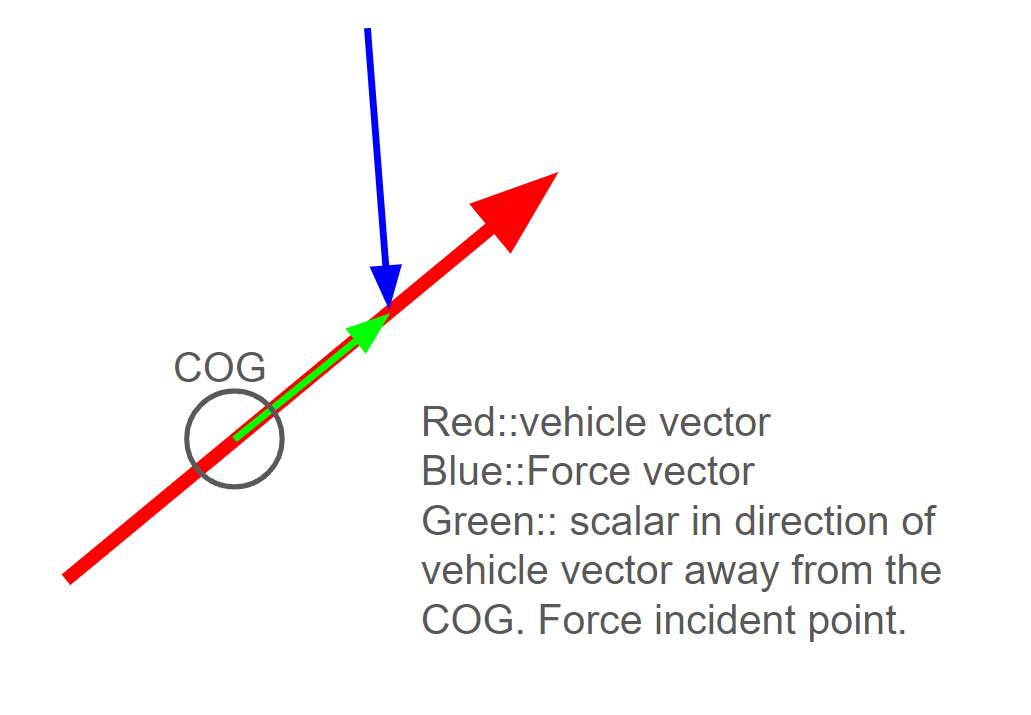 COG
Red::vehicle vector
Blue::Force vector
Green:: scalar in direction of
vehicle vector away from the
COG. Force incident point.